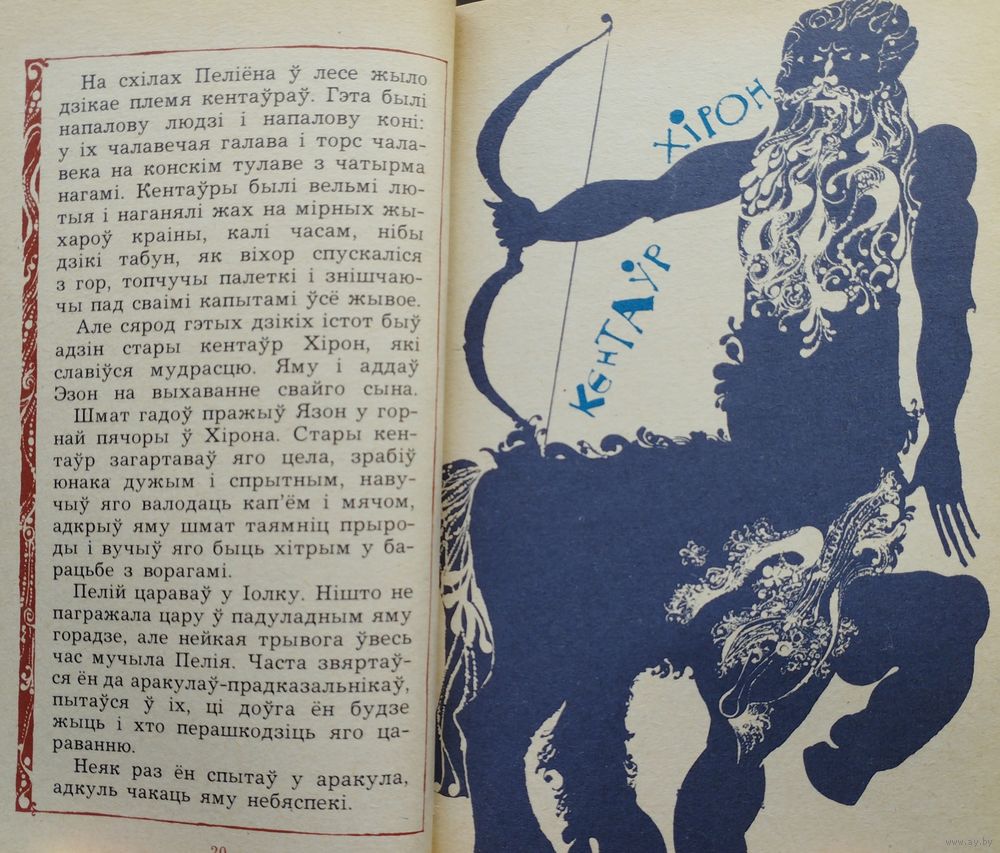 На схілах Пеліёна ў лесе жыло
дзікае племя кентаўраў. Гэта былі
напалову людзі і напалову коні:
у іх чалавечая галава і торс чала-
века на конскім тулаве з чатырма
нагамі. Кентаўры былі вельмі лю-
тыя і наганялі жах на мірных жы-
хароў краіны, калі часам, нібы
дзікі табун, як віхор спускаліся
з гор, топчучы палеткі і знішчаю-
чы пад сваімі капытамі ўсё жывое.
Але сярод гэтых дзікіх істот быў
адзін стары кентаўр Хірон, які
славіўся мудрасцю. Яму і аддаў
Эзон на выхаванне свайго сына.
Шмат гадоў пражыў Язон у гор-
най пячоры ў Хірона. Стары кен-
таўр загартаваў яго цела, зрабіў
юнака дужым і спрытным, наву-
чыў яго валодаць кап'ём і мячом,
адкрыў яму шмат таямніц прыро-
ды і вучыў яго быць хітрым у ба-
рацьбе з ворагамі.
Пелій цараваў у Іолку. Нішто не
пагражала цару ў падуладным яму
горадзе, але нейкая трывога ўвесь
час мучыла Пелія. Часта звяртаў-
ся ён да аракулаў-прадказальнікаў,
пытаўся ў іх, ці доўга ён будзе
жыць і хто перашкодзіць яго ца-
раванню.
Неяк раз ён спытаў у аракула,
адкуль чакаць яму небяспекі.
20
КЕНТАЎР
ХІРОН
www.ay.by